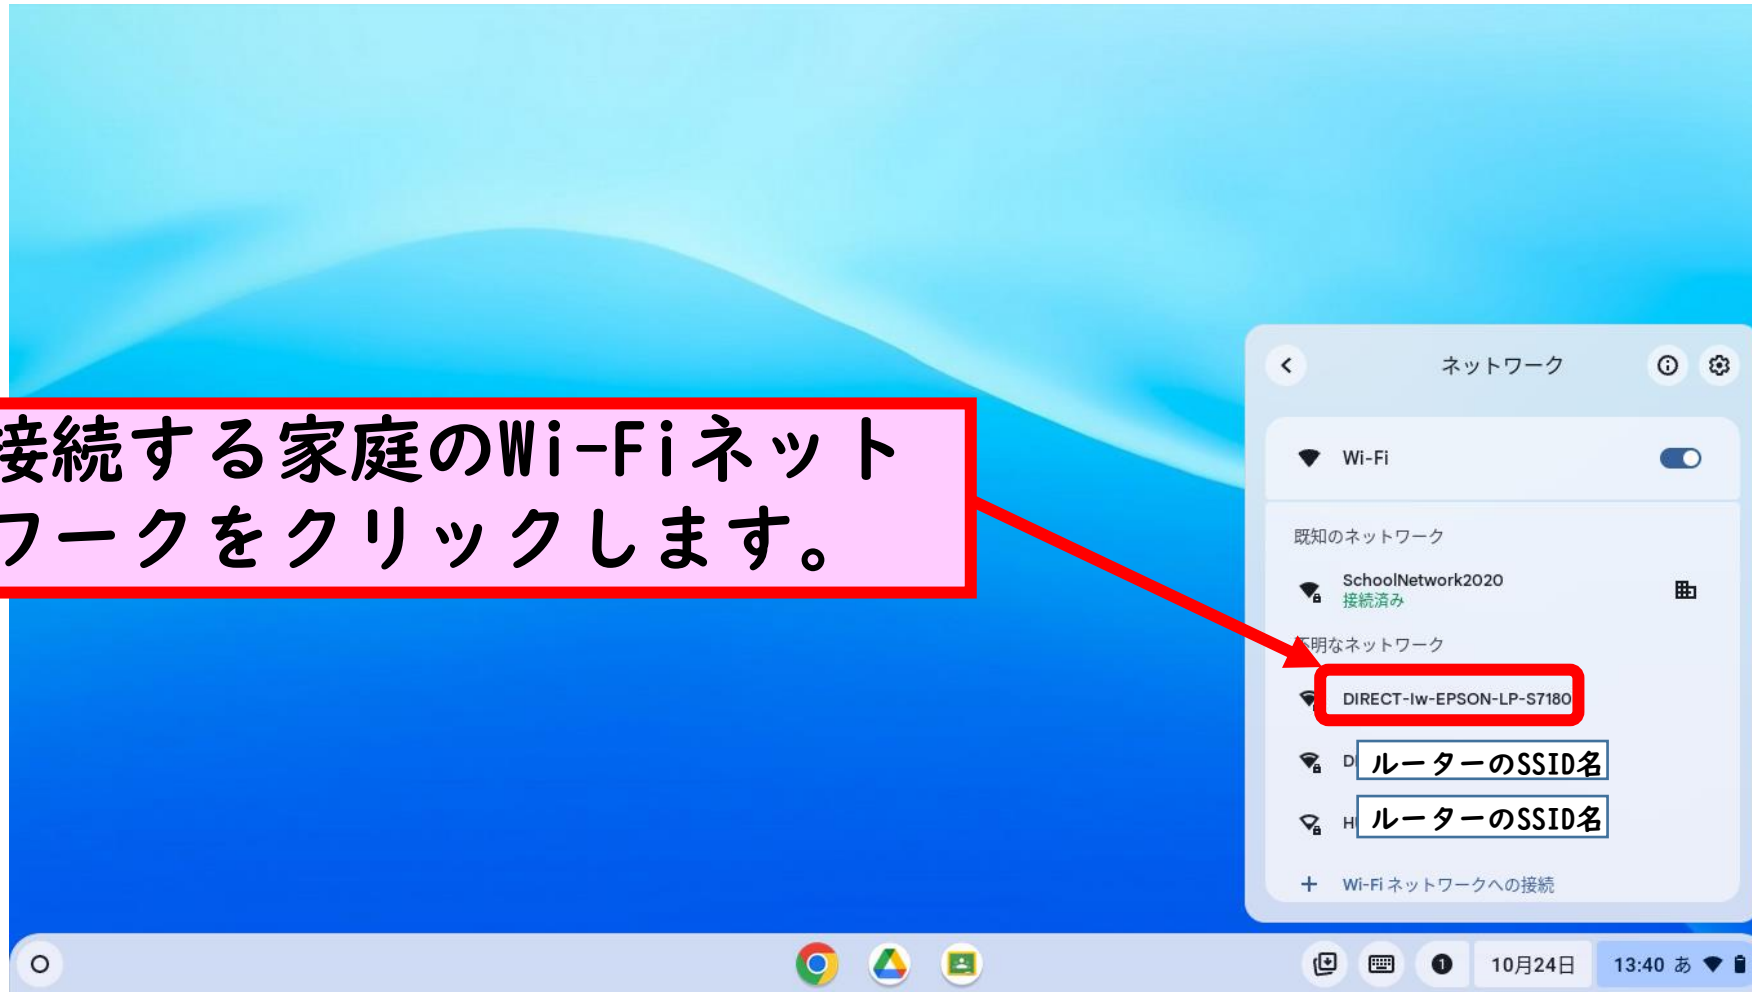 ネットワーク
接続する家庭のWi-Fiネット
ワークをクリックします。
Wi-Fi
既知のネットワーク
SchoolNetwork2020
接続済み
不明なネットワーク
DIRECT-Iw-EPSON-LP-S7180
ルーターのSSID名
ルーターのSSID名
Wi-Fi ネットワークへの接続
1
10月24日
13:40 あ